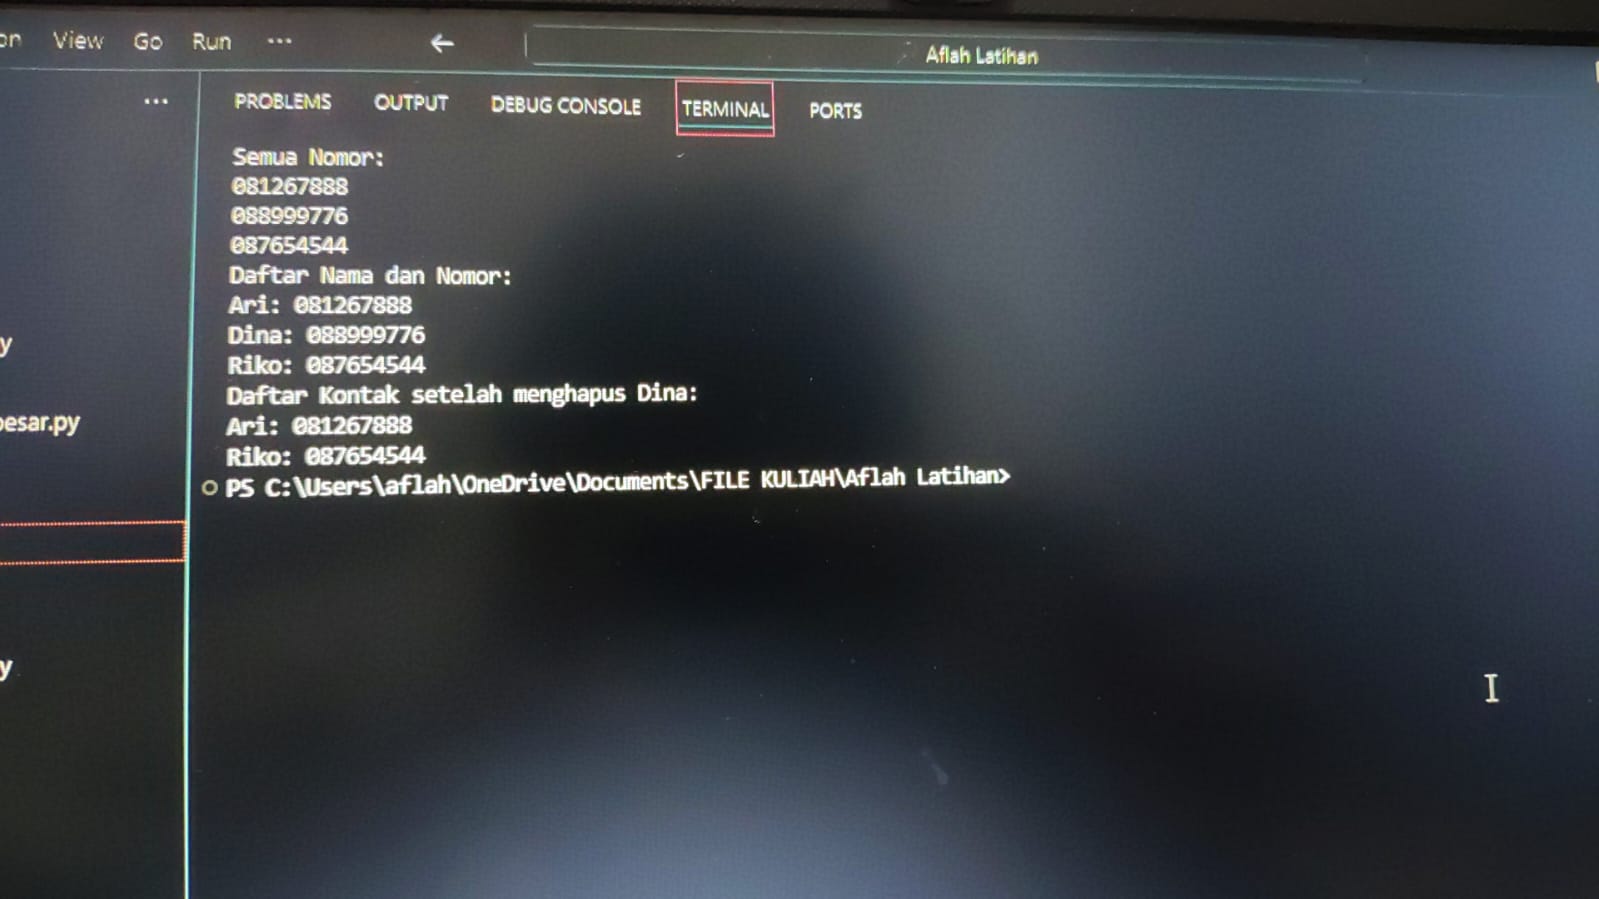 on View Go Run ... ← Aflah Latihan
... PROBLEMS OUTPUT DEBUG CONSOLE TERMINAL PORTS
Semua Nomor:
081267888
088999776
087654544
Daftar Nama dan Nomor:
Ari: 081267888
Dina: 088999776
y
Riko: 087654544
Daftar Kontak setelah menghapus Dina:
esar.py
Ari: 081267888
Riko: 087654544
PS C:\Users\aflah\OneDrive\Documents\FILE KULIAH\Aflah Latihan>
y